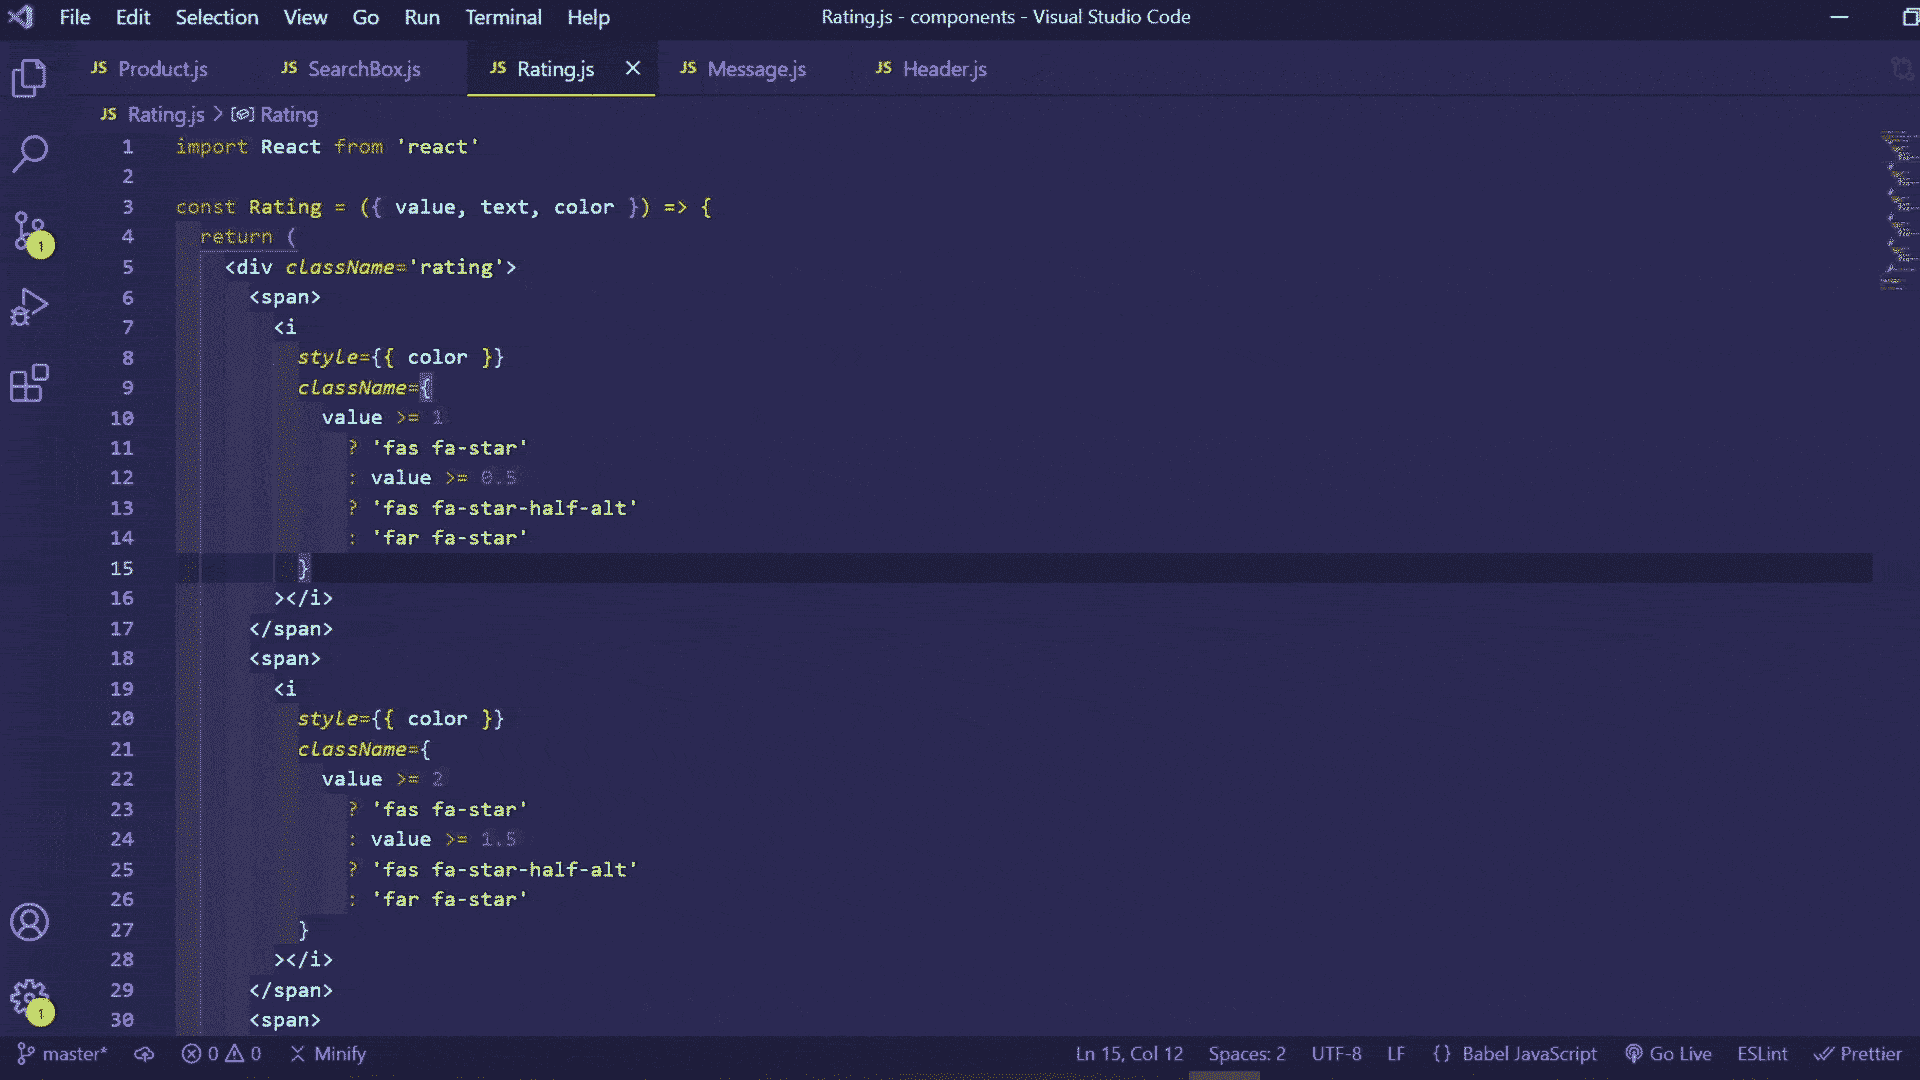 File Edit Selection View Go Run Terminal Help Rating.js - components - Visual Studio Code
JS Product.js JS SearchBox.js JS Rating.js JS Message.js JS Header.js
JS Rating.js > Rating
1 import React from 'react'
2
3 const Rating = ({ value, text, color }) => {
4 return (
5 <div className='rating'>
6 <span>
7 <i
8 style={{ color }}
9 className={
10 value >= 1
11 ? 'fas fa-star'
12 : value >= 0.5
13 ? 'fas fa-star-half-alt'
14 : 'far fa-star'
15 }
16 ></i>
17 </span>
18 <span>
19 <i
20 style={{ color }}
21 className={
22 value >= 2
23 ? 'fas fa-star'
24 : value >= 1.5
25 ? 'fas fa-star-half-alt'
26 : 'far fa-star'
27 }
28 ></i>
29 </span>
30 <span>
1
1
master* 0 0 Minify Ln 15, Col 12 Spaces: 2 UTF-8 LF {} Babel JavaScript Go Live ESLint Prettier